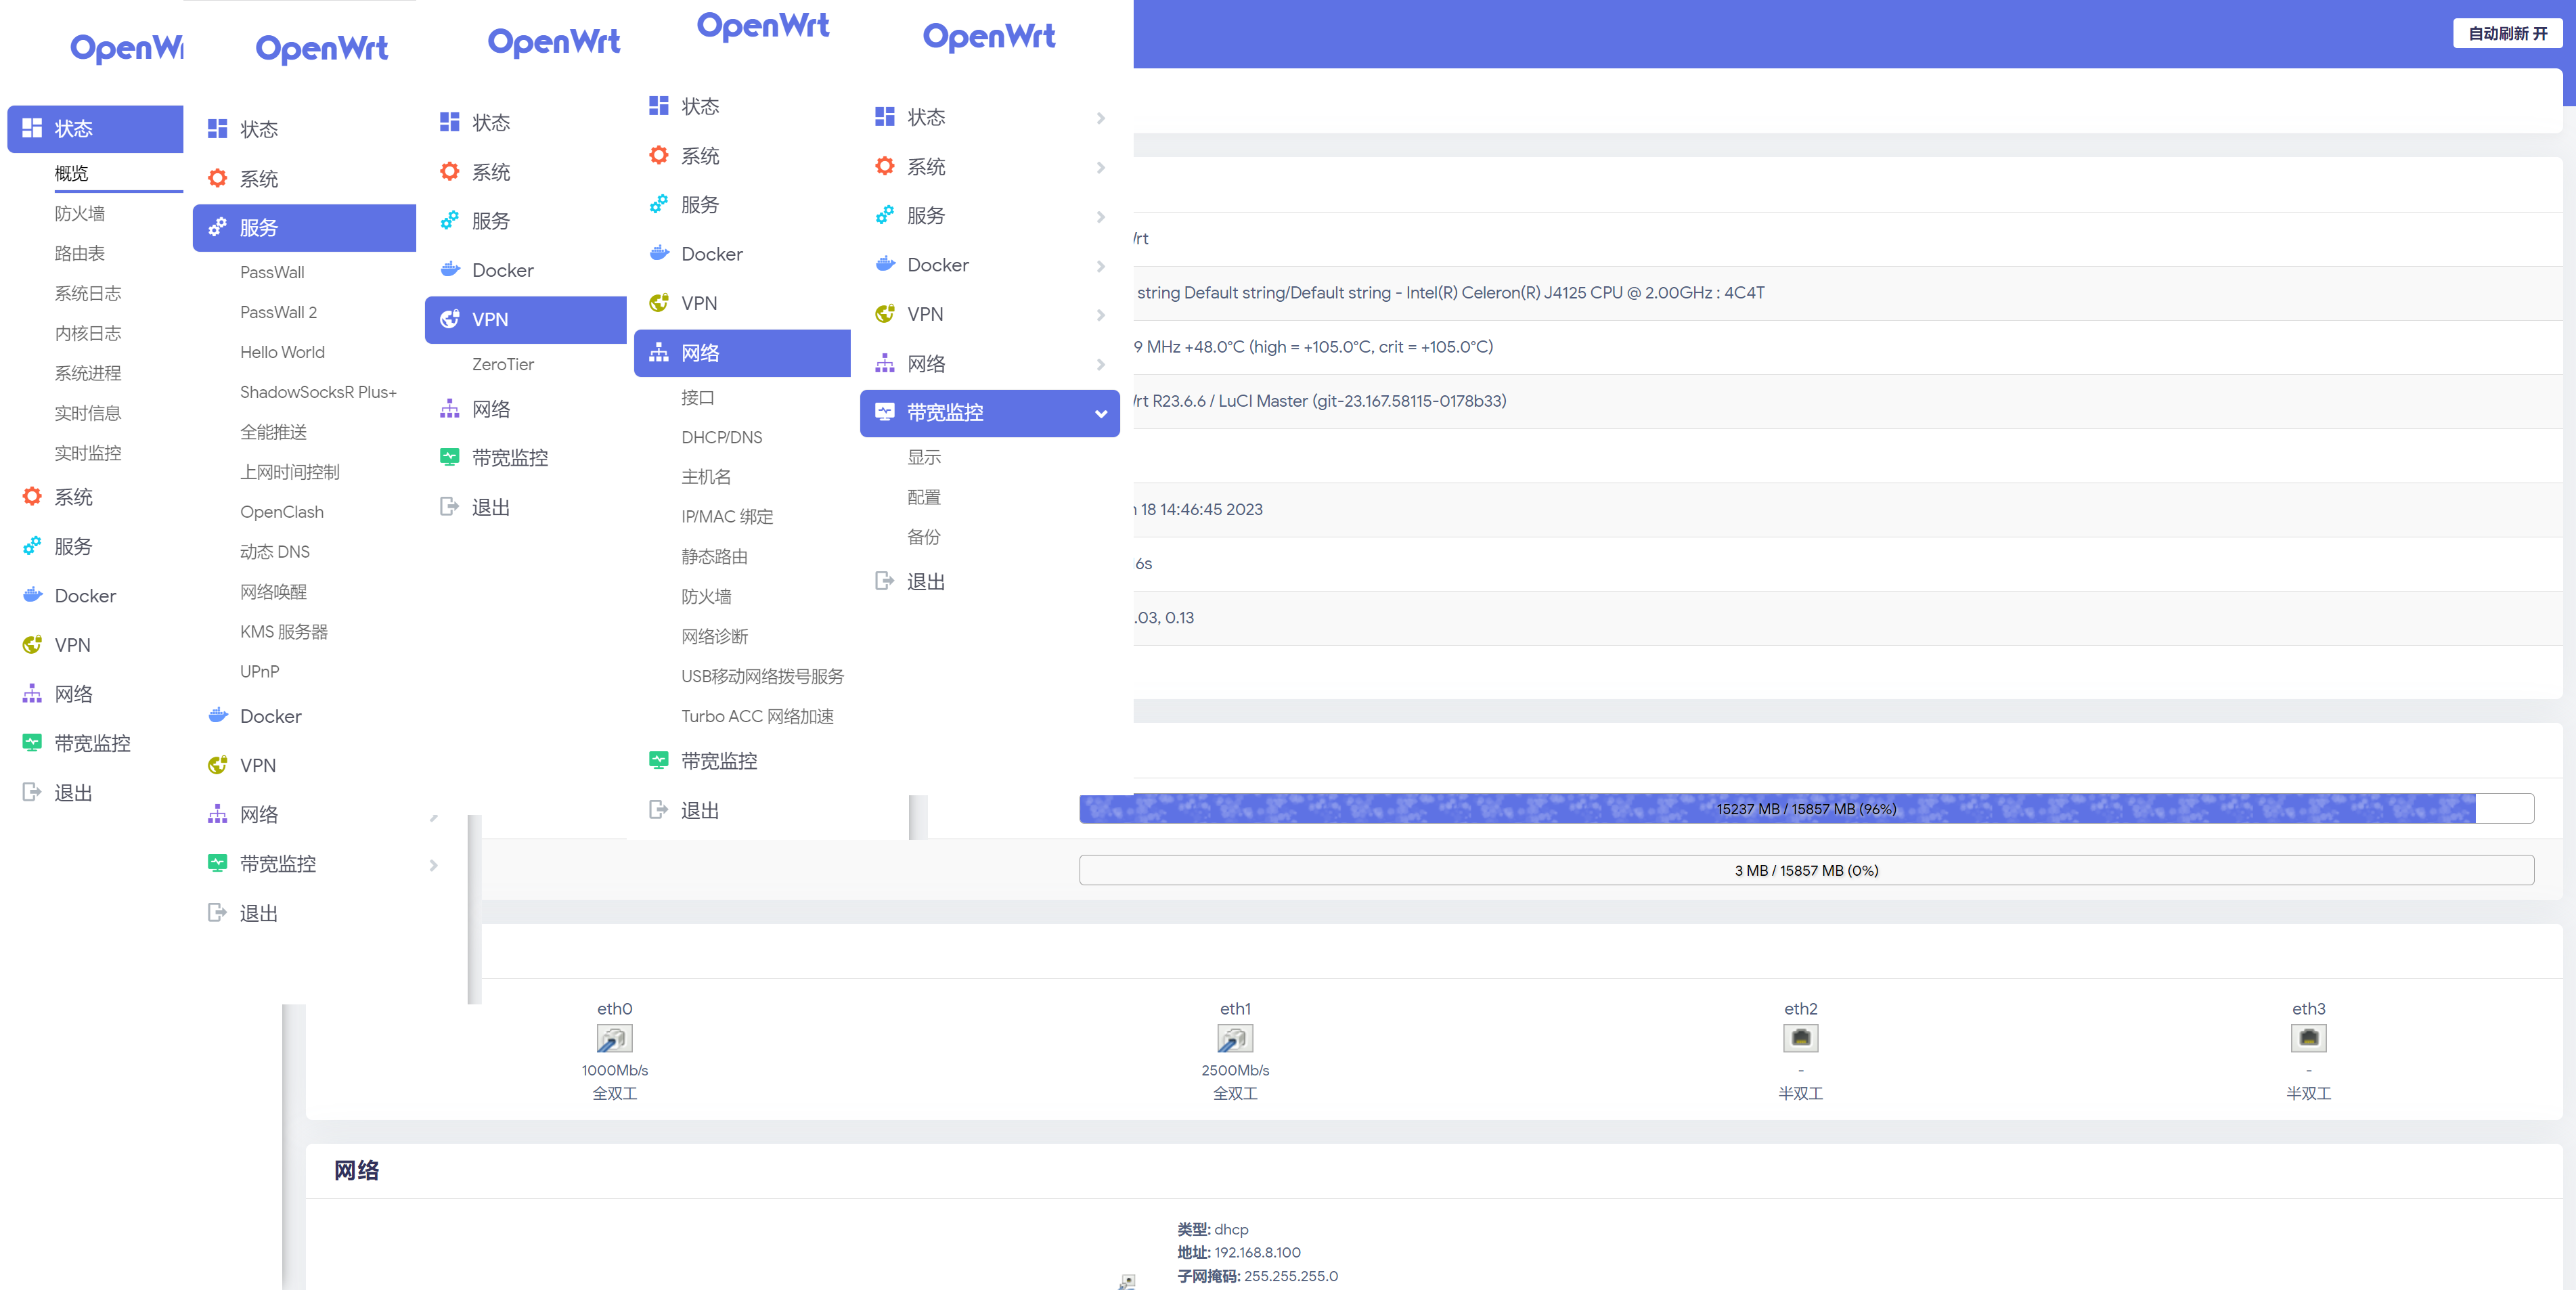 OpenWr
状态
概览
防火墙
路由表
系统日志
内核日志
系统进程
实时信息
实时监控
系统
服务
Docker
VPN
网络
带宽监控
退出
OpenWrt
状态
系统
服务
PassWall
PassWall 2
Hello World
ShadowSocksR Plus+
全能推送
上网时间控制
OpenClash
动态 DNS
网络唤醒
KMS 服务器
UPnP
Docker
VPN
网络
带宽监控
退出
OpenWrt
状态
系统
服务
Docker
VPN
ZeroTier
网络
带宽监控
退出
OpenWrt
状态
系统
服务
Docker
VPN
网络
接口
DHCP/DNS
主机名
IP/MAC 绑定
静态路由
防火墙
网络诊断
USB移动网络拨号服务
Turbo ACC 网络加速
带宽监控
退出
OpenWrt
状态
系统
服务
Docker
VPN
网络
带宽监控
显示
配置
备份
退出
自动刷新 开
rt
string Default string/Default string - Intel(R) Celeron(R) J4125 CPU @ 2.00GHz : 4C4T
9 MHz +48.0°C (high = +105.0°C, crit = +105.0°C)
rt R23.6.6 / LuCI Master (git-23.167.58115-0178b33)
18 14:46:45 2023
16s
.03, 0.13
15237 MB / 15857 MB (96%)
3 MB / 15857 MB (0%)
eth0 eth1 eth2 eth3
1000Mb/s 2500Mb/s - -
全双工 全双工 半双工 半双工
网络
类型: dhcp
地址: 192.168.8.100
子网掩码: 255.255.255.0